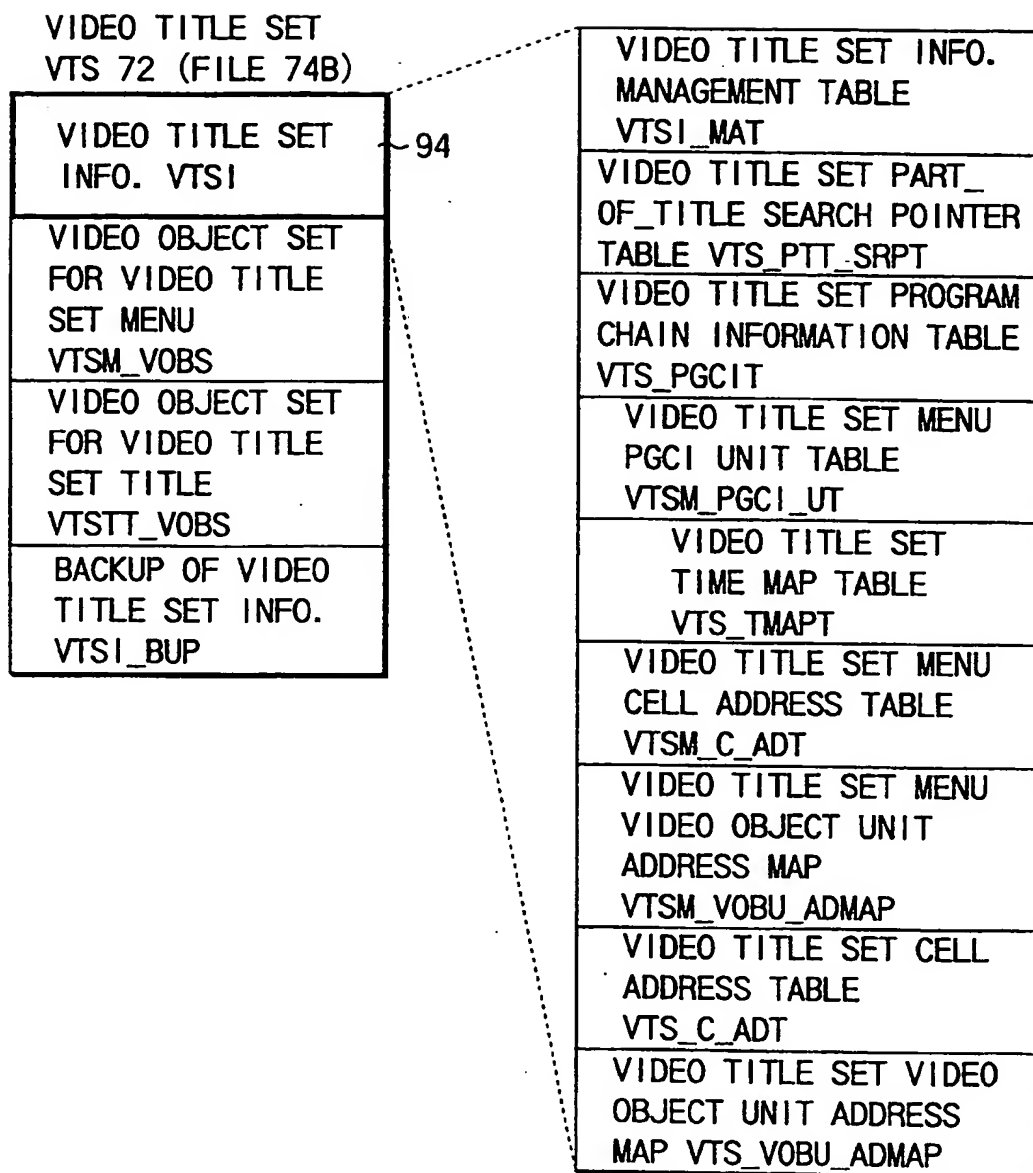 VIDEO TITLE SET
VTS 72 (FILE 74B)
VIDEO TITLE SET
INFO. VTSI
94
VIDEO OBJECT SET
FOR VIDEO TITLE
SET MENU
VTSM_VOBS
VIDEO OBJECT SET
FOR VIDEO TITLE
SET TITLE
VTSTT_VOBS
BACKUP OF VIDEO
TITLE SET INFO.
VTSI_BUP
VIDEO TITLE SET INFO.
MANAGEMENT TABLE
VTSI_MAT
VIDEO TITLE SET PART_
OF_TITLE SEARCH POINTER
TABLE VTS_PTT_SRPT
VIDEO TITLE SET PROGRAM
CHAIN INFORMATION TABLE
VTS_PGCIT
VIDEO TITLE SET MENU
PGCI UNIT TABLE
VTSM_PGCI_UT
VIDEO TITLE SET
TIME MAP TABLE
VTS_TMAPT
VIDEO TITLE SET MENU
CELL ADDRESS TABLE
VTSM_C_ADT
VIDEO TITLE SET MENU
VIDEO OBJECT UNIT
ADDRESS MAP
VTSM_VOBU_ADMAP
VIDEO TITLE SET CELL
ADDRESS TABLE
VTS_C_ADT
VIDEO TITLE SET VIDEO
OBJECT UNIT ADDRESS
MAP VTS_VOBU_ADMAP